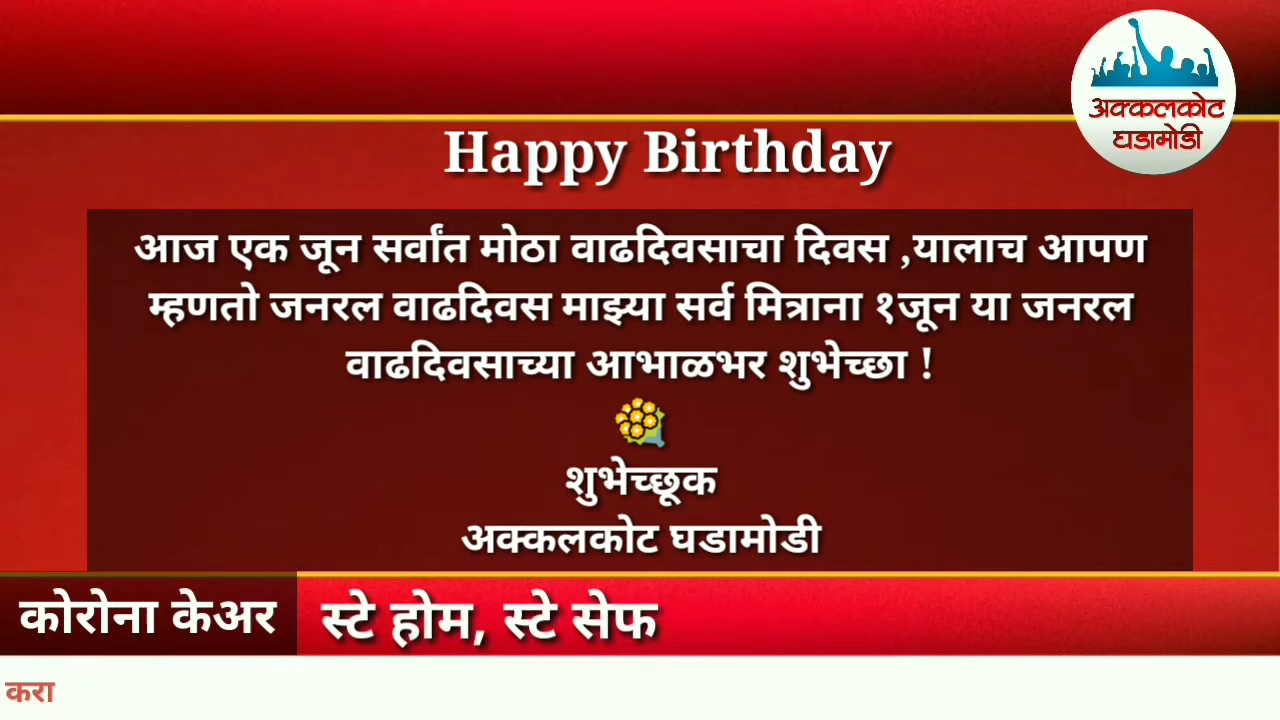 अक्कलकोट
घडामोडी
Happy Birthday
आज एक जून सर्वांत मोठा वाढदिवसाचा दिवस ,यालाच आपण
म्हणतो जनरल वाढदिवस माझ्या सर्व मित्राना १जून या जनरल
वाढदिवसाच्या आभाळभर शुभेच्छा !
शुभेच्छूक
अक्कलकोट घडामोडी
कोरोना केअर
स्टे होम, स्टे सेफ
करा